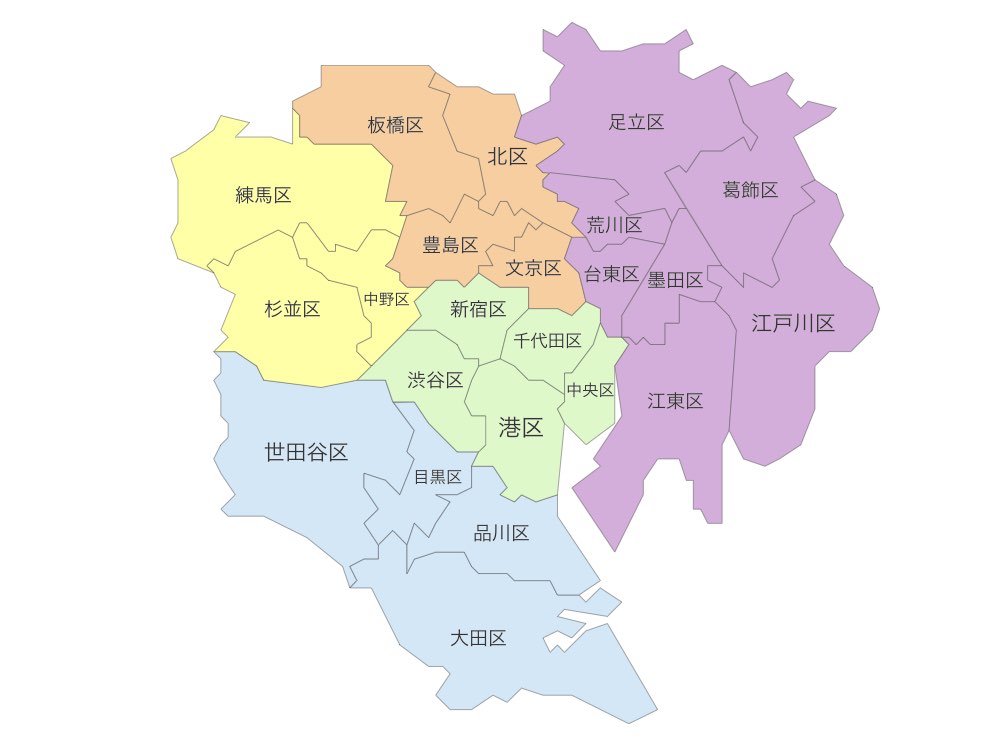 足立区
板橋区
北区
葛飾区
練馬区
荒川区
豊島区
文京区
台東区
墨田区
中野区
杉並区
新宿区
江戸川区
千代田区
渋谷区
中央区
江東区
港区
世田谷区
目黒区
品川区
大田区